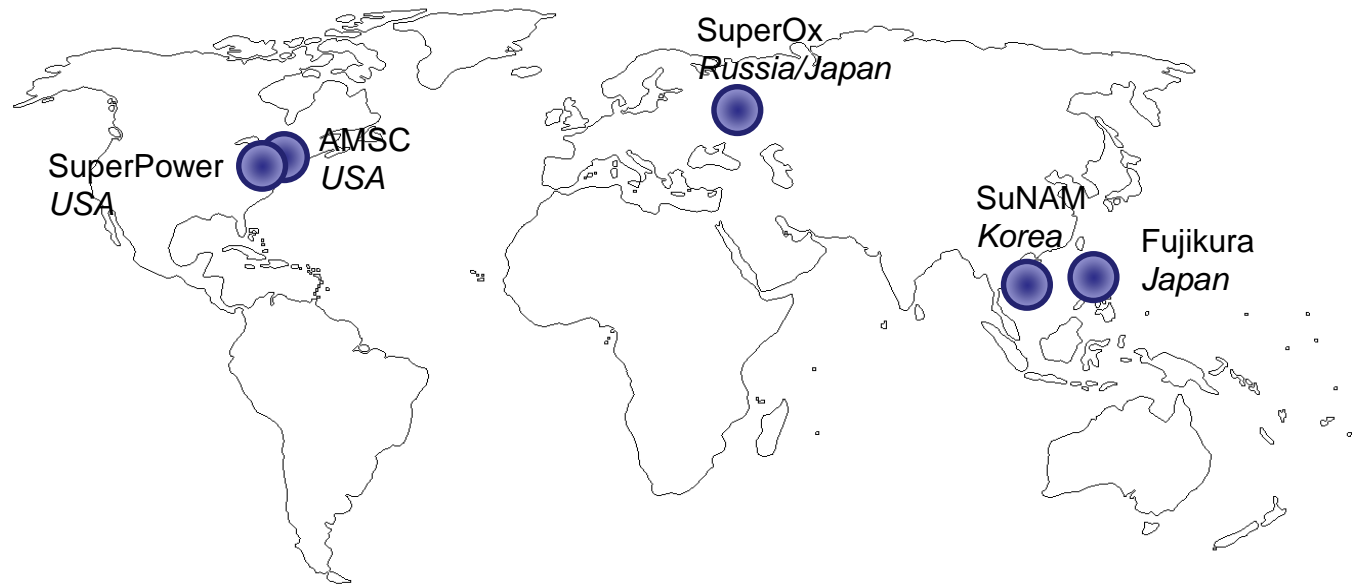 SuperOx
Russia/Japan
AMSC
USA
SuperPower
USA
SuNAM
Korea
Fujikura
Japan